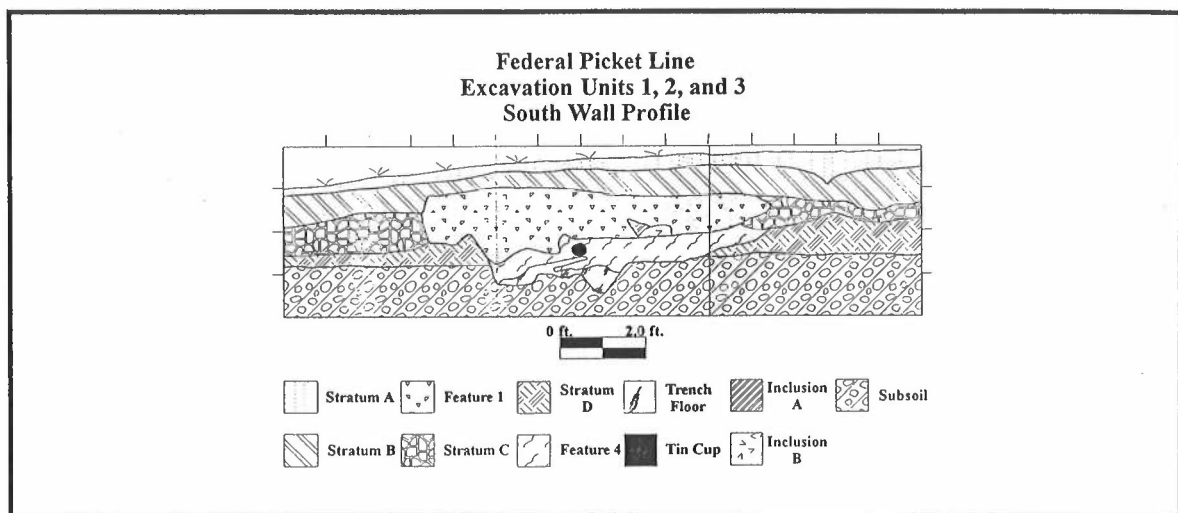 Federal Picket Line
Excavation Units 1, 2, and 3
South Wall Profile
0 ft. 2.0 ft.
Stratum A Feature 1 Stratum D Trench Floor Inclusion A Subsoil
Stratum B Stratum C Feature 4 Tin Cup Inclusion B